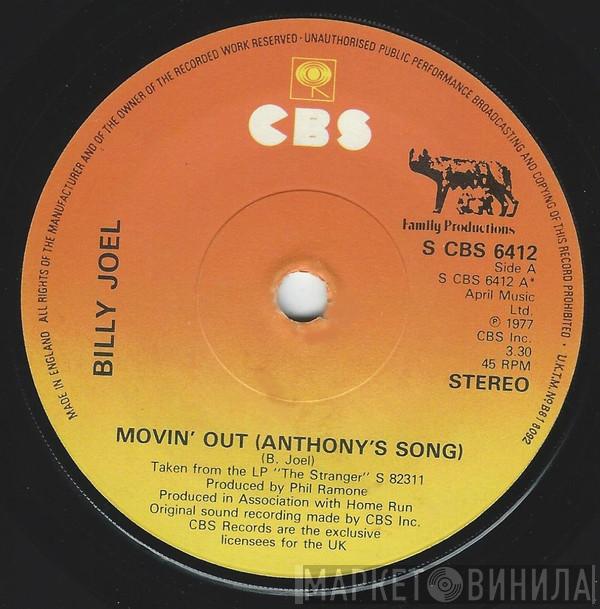 MADE IN ENGLAND ALL RIGHTS OF THE MANUFACTURER AND OF THE OWNER OF THE RECORDED WORK RESERVED · UNAUTHORISED PUBLIC PERFORMANCE BROADCASTING AND COPYING OF THIS RECORD PROHIBITED · U.K.T.M. Nº B818092
CBS
Family Productions
BILLY JOEL
S CBS 6412
Side A
S CBS 6412 A*
April Music
Ltd.
℗ 1977
CBS Inc.
3.30
45 RPM
STEREO
MOVIN' OUT (ANTHONY'S SONG)
(B. Joel)
Taken from the LP "The Stranger" S 82311
Produced by Phil Ramone
Produced in Association with Home Run
Original sound recording made by CBS Inc.
CBS Records are the exclusive
licensees for the UK
МАРКЕТ ВИНИЛА